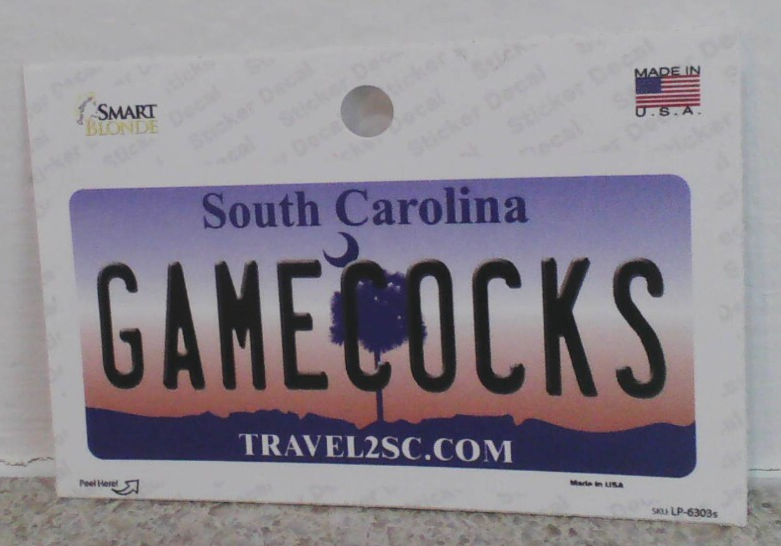 SMART
BLONDE
MADE IN
U.S.A.
South Carolina
GAMECOCKS
TRAVEL2SC.COM
Peel Here!
Made in USA
SKU: LP-6303s